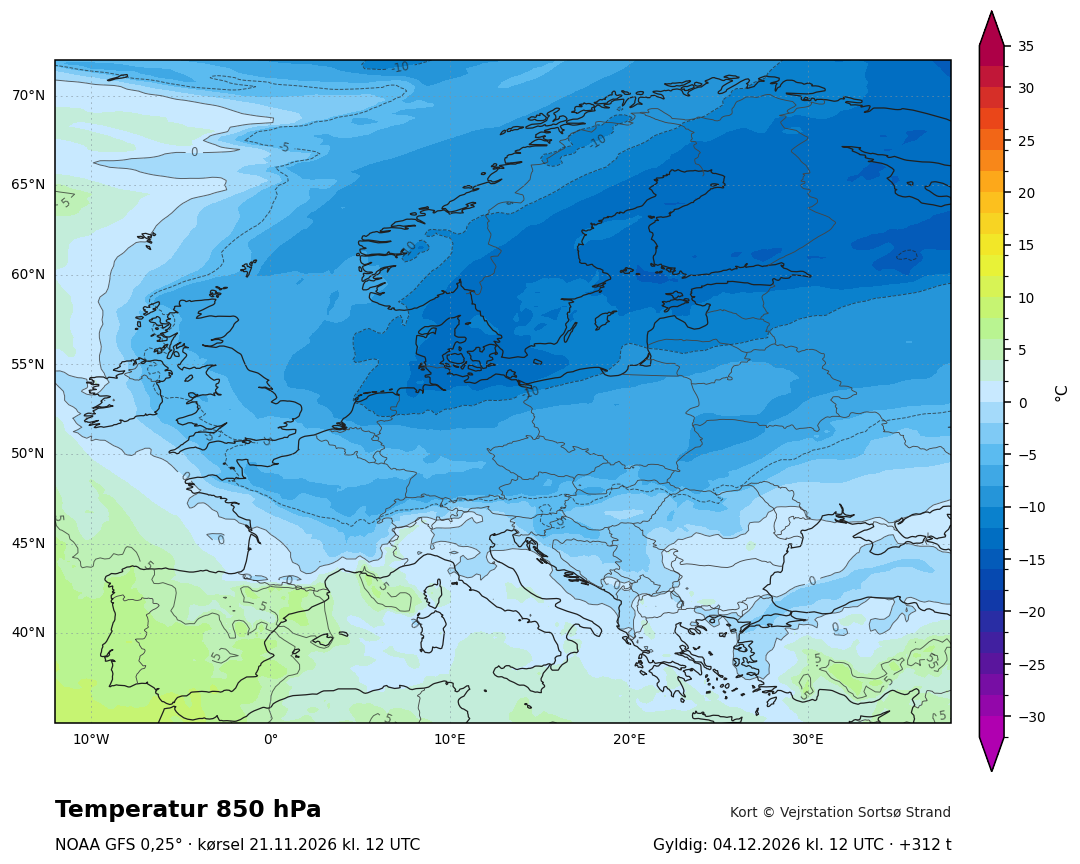 35
30
25
20
15
10
5
0
−5
−10
−15
−20
−25
−30
°C
70°N
65°N
60°N
55°N
50°N
45°N
40°N
10°W
0°
10°E
20°E
30°E
Temperatur 850 hPa
Kort © Vejrstation Sortsø Strand
NOAA GFS 0,25° · kørsel 21.11.2026 kl. 12 UTC
Gyldig: 04.12.2026 kl. 12 UTC · +312 t